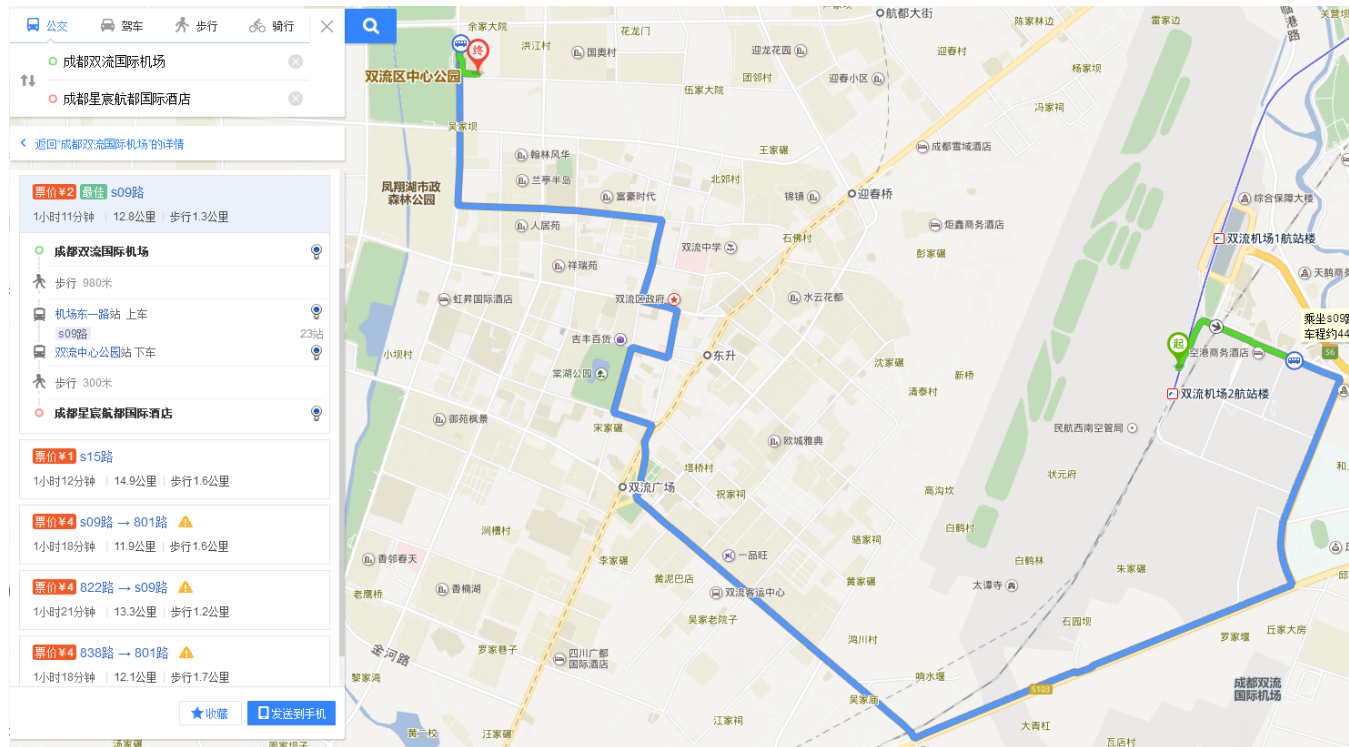 公交 驾车 步行 骑行
成都双流国际机场
成都星宸航都国际酒店
返回"成都双流国际机场"的详情
票价¥2 最佳 s09路
1小时11分钟 | 12.8公里 | 步行1.3公里
成都双流国际机场
步行 980米
机场东一路站 上车
s09路 23站
双流中心公园站 下车
步行 300米
成都星宸航都国际酒店
票价¥1 s15路
1小时12分钟 | 14.9公里 | 步行1.6公里
票价¥4 s09路 → 801路
1小时18分钟 | 11.9公里 | 步行1.6公里
票价¥4 822路 → s09路
1小时21分钟 | 13.3公里 | 步行1.2公里
票价¥4 838路 → 801路
1小时18分钟 | 12.1公里 | 步行1.7公里
收藏
发送到手机
航都大街
陈家林边
雷家边
临港路
余家大院
花龙门
洪江村
国奥村
迎龙花园
迎春村
终
双流区中心公园
团邻村
迎春小区
杨家坝
伍家大院
冯家祠
吴家坝
翰林风华
王家碾
成都雪域酒店
兰亭半岛
北邻村
凤翔湖市政
森林公园
富豪时代
锦镇
迎春桥
综合保障大楼
人居苑
炬鑫商务酒店
双流中学
石佛村
双流机场1航站楼
彭家碾
祥瑞苑
虹昇国际酒店
双流区政府
水云花都
乘坐s09路
车程约44
吉丰百货
起
空港商务酒店
S6
小坝村
东升
沈家碾
棠湖公园
新桥
清泰村
双流机场2航站楼
御苑枫景
宋家碾
民航西南空管局
欧城雅典
塔桥村
状元府
双流广场
祝家祠
高沟坎
涧槽村
白鹤村
骆家祠
香邻春天
李家碾
一品旺
白鹤林
朱家碾
黄泥巴店
黄家碾
太谭寺
香楠湖
老鹰桥
双流客运中心
吴家老院子
石园坝
罗家堰
丘家大房
鸿川村
金河路
罗家巷子
四川广都
国际酒店
黎家湾
响水堰
S103
吴家庙
成都双流
国际机场
江家祠
大青杠
黄一校
汪家碾
汤家碾
瓦店村